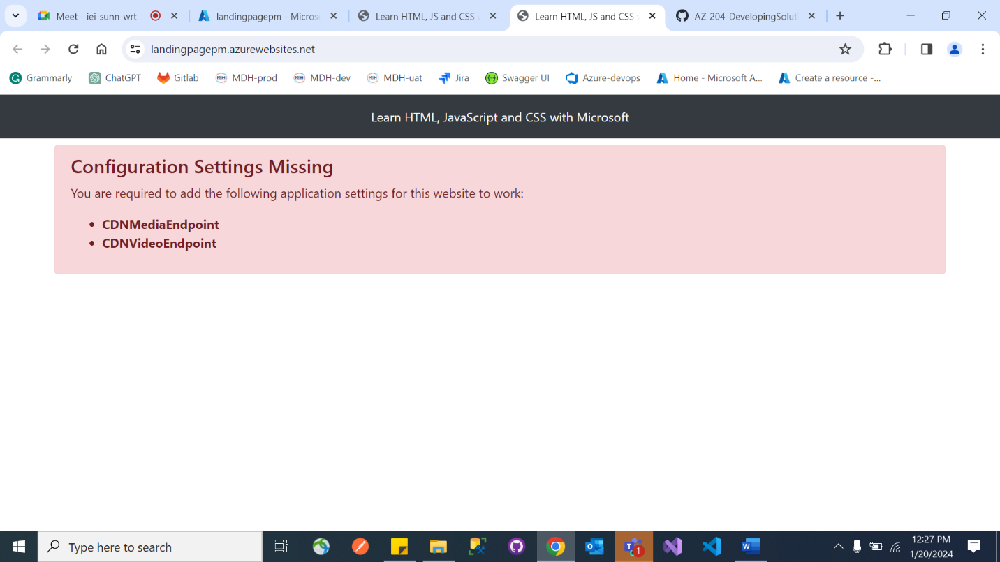 Meet - iei-sunn-wrt
landingpagepm - Micros
Learn HTML, JS and CSS
Learn HTML, JS and CSS
AZ-204-DevelopingSoluti
landingpagepm.azurewebsites.net
Grammarly
ChatGPT
Gitlab
MDH-prod
MDH-dev
MDH-uat
Jira
Swagger UI
Azure-devops
Home - Microsoft A...
Create a resource -...
Learn HTML, JavaScript and CSS with Microsoft
Configuration Settings Missing
You are required to add the following application settings for this website to work:
• CDNMediaEndpoint
• CDNVideoEndpoint
Type here to search
1
12:27 PM
1/20/2024